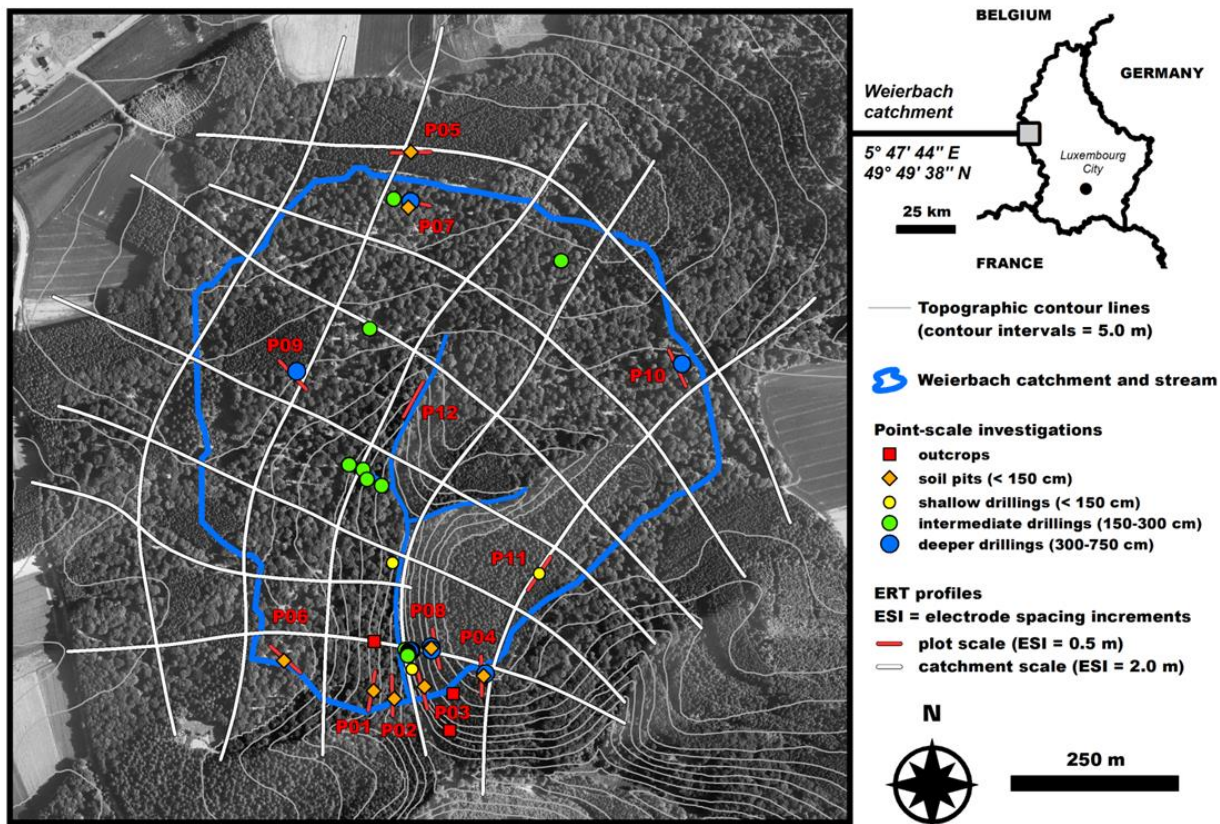 P05
P07
P09
P10
P12
P11
P06
P08
P04
P03
P01
P02
BELGIUM
GERMANY
Weierbach
catchment
5° 47' 44" E
49° 49' 38" N
Luxembourg
City
25 km
FRANCE
Topographic contour lines
(contour intervals = 5.0 m)
Weierbach catchment and stream
Point-scale investigations
outcrops
soil pits (< 150 cm)
shallow drillings (< 150 cm)
intermediate drillings (150-300 cm)
deeper drillings (300-750 cm)
ERT profiles
ESI = electrode spacing increments
plot scale (ESI = 0.5 m)
catchment scale (ESI = 2.0 m)
N
250 m